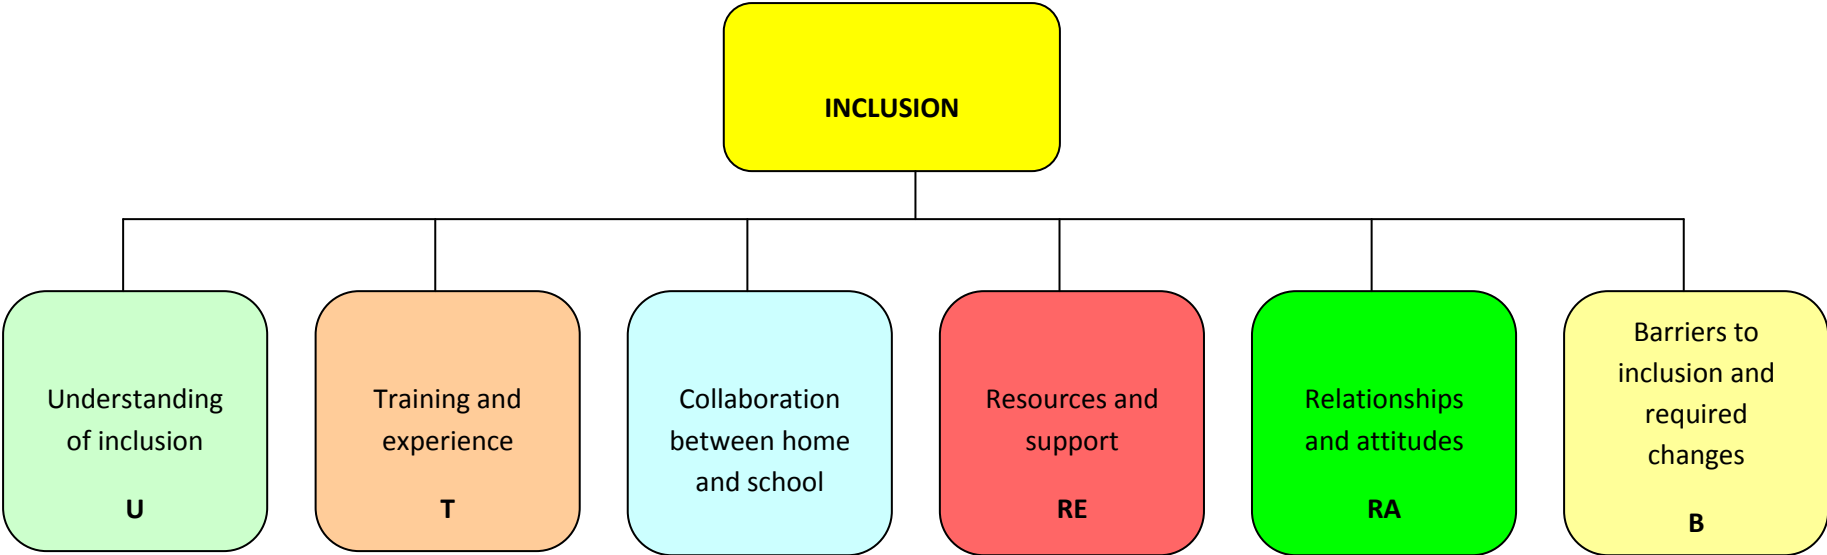 INCLUSION
Understanding
of inclusion
U
Training and
experience
T
Collaboration
between home
and school
Resources and
support
RE
Relationships
and attitudes
RA
Barriers to
inclusion and
required
changes
B